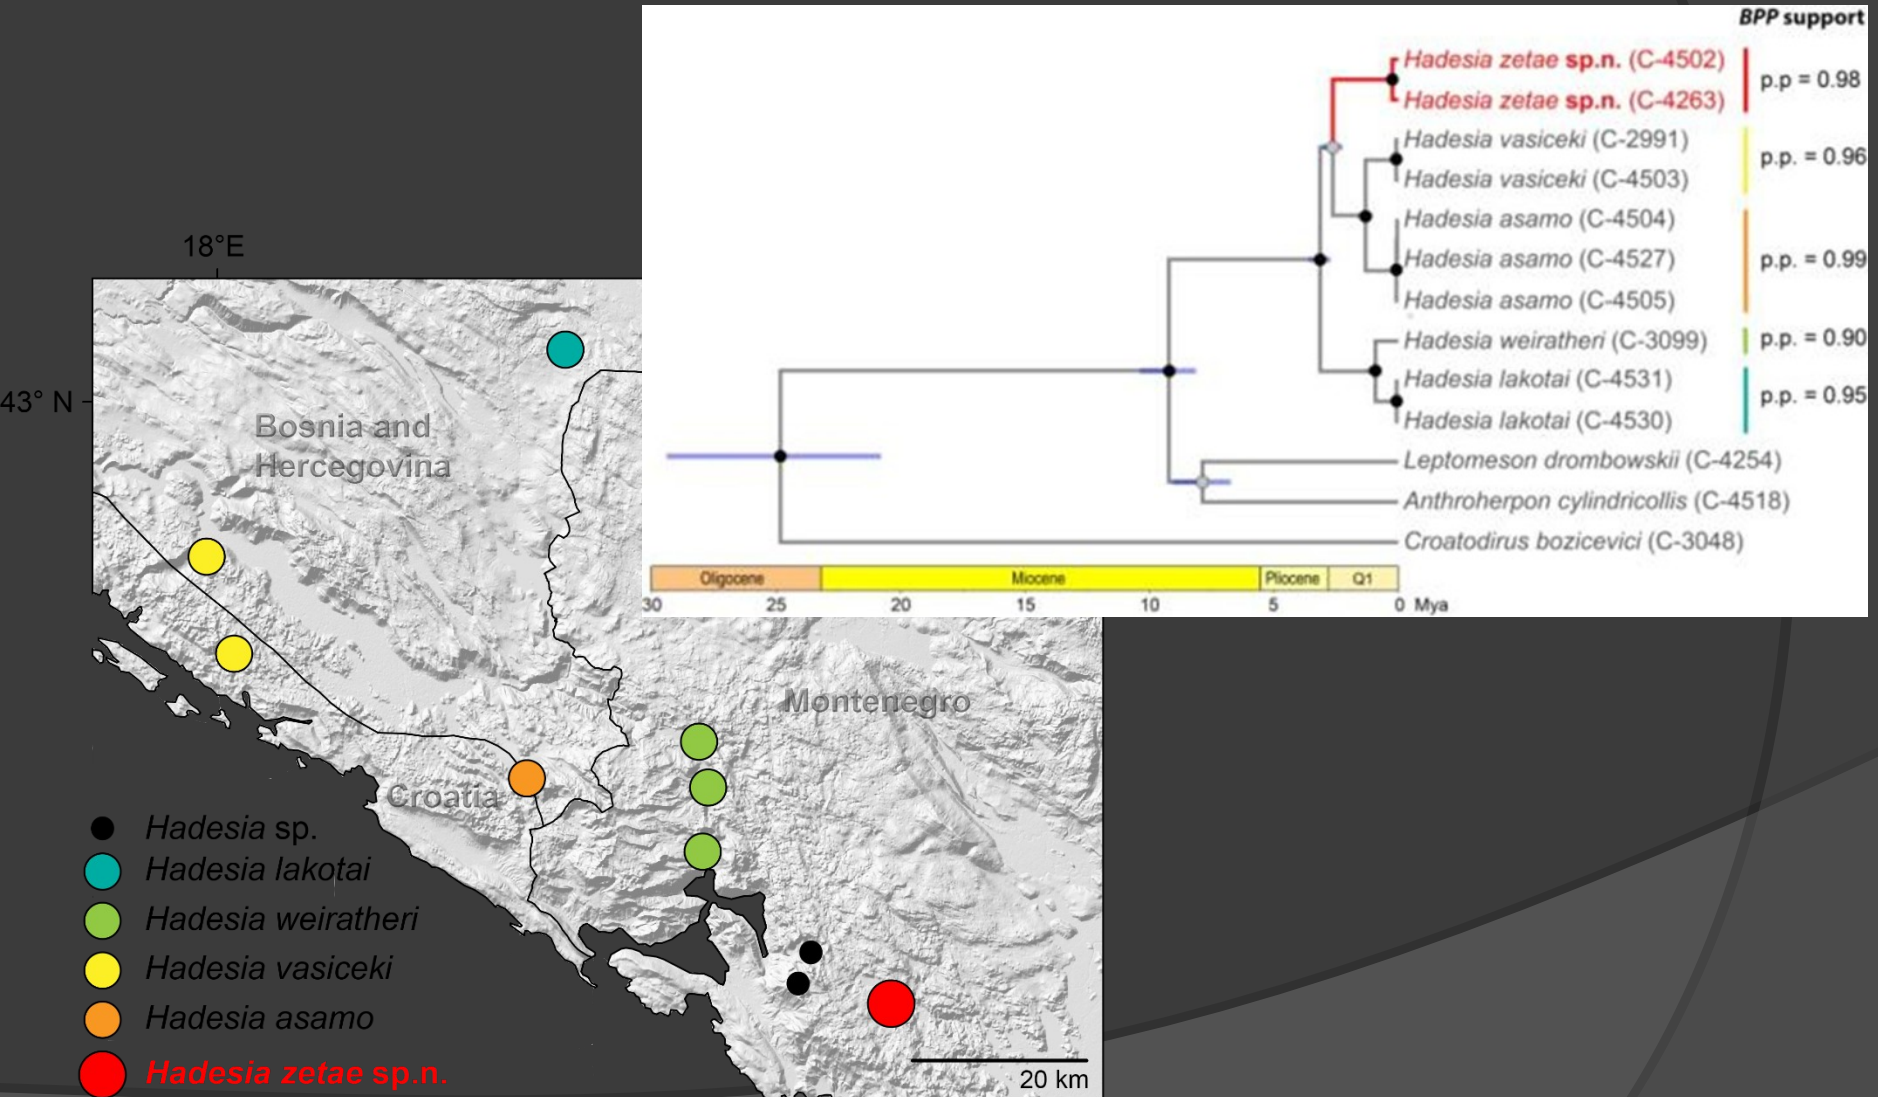 BPP support
Hadesia zetae sp.n. (C-4502)
p.p = 0.98
Hadesia zetae sp.n. (C-4263)
Hadesia vasiceki (C-2991)
p.p. = 0.96
Hadesia vasiceki (C-4503)
Hadesia asamo (C-4504)
Hadesia asamo (C-4527)
p.p. = 0.99
Hadesia asamo (C-4505)
Hadesia weiratheri (C-3099)
p.p. = 0.90
Hadesia lakotai (C-4531)
p.p. = 0.95
Hadesia lakotai (C-4530)
Leptomeson drombowskii (C-4254)
Anthroherpon cylindricollis (C-4518)
Croatodirus bozicevici (C-3048)
Oligocene Miocene Pliocene Q1
30 25 20 15 10 5 0 Mya
18°E
43° N
Bosnia and
Hercegovina
Montenegro
Croatia
Hadesia sp.
Hadesia lakotai
Hadesia weiratheri
Hadesia vasiceki
Hadesia asamo
Hadesia zetae sp.n.
20 km